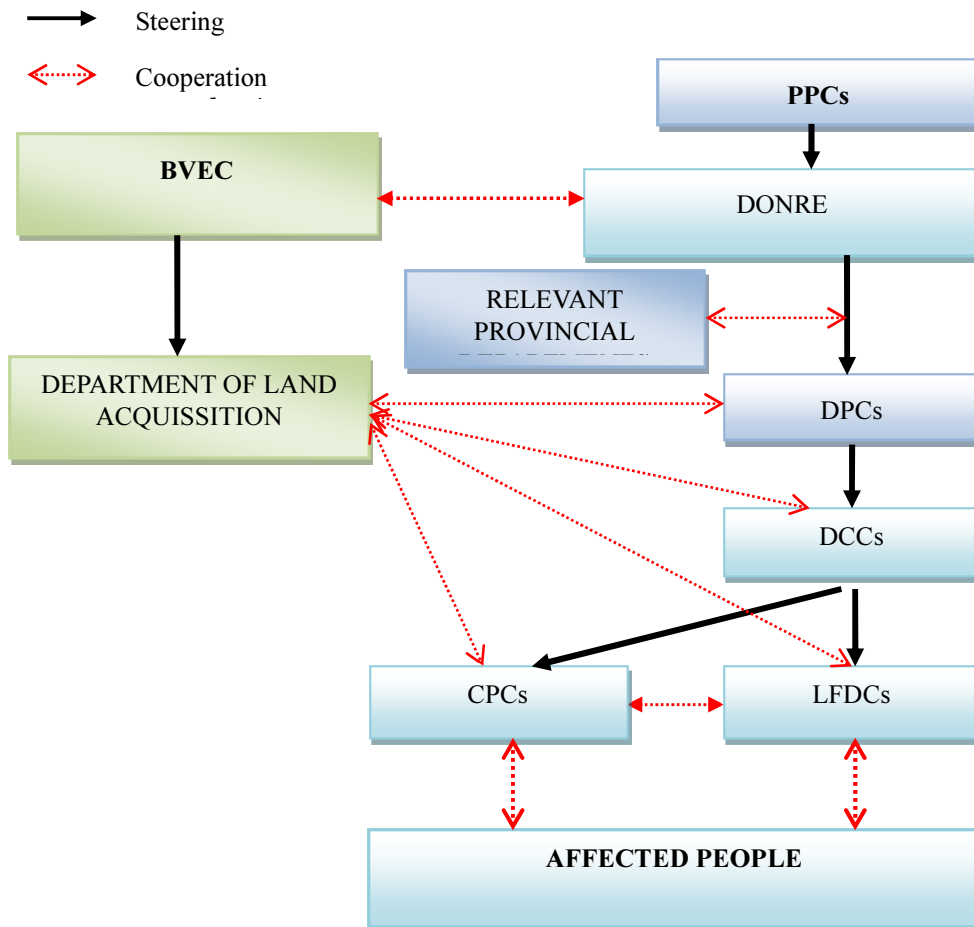 Steering
Cooperation
PPCs
BVEC
DONRE
RELEVANT
PROVINCIAL
DEPARTMENT OF LAND
ACQUISSITION
DPCs
DCCs
CPCs
LFDCs
AFFECTED PEOPLE